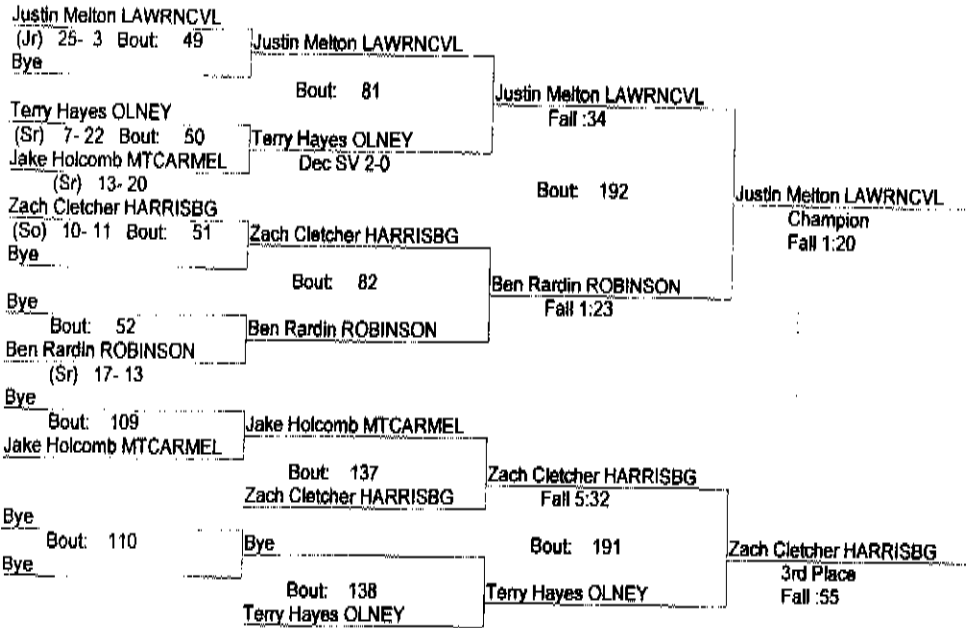 Justin Melton LAWRNCVL
(Jr) 25- 3 Bout: 49
Justin Melton LAWRNCVL
Bye
Bout: 81
Justin Melton LAWRNCVL
Fall :34
Terry Hayes OLNEY
(Sr) 7- 22 Bout: 50
Terry Hayes OLNEY
Dec SV 2-0
Jake Holcomb MTCARMEL
(Sr) 13- 20
Bout: 192
Justin Melton LAWRNCVL
Champion
Fall 1:20
Zach Cletcher HARRISBG
(So) 10- 11 Bout: 51
Zach Cletcher HARRISBG
Bye
Bout: 82
Ben Rardin ROBINSON
Fall 1:23
Bye
Bout: 52
Ben Rardin ROBINSON
Ben Rardin ROBINSON
(Sr) 17- 13
Bye
Bout: 109
Jake Holcomb MTCARMEL
Jake Holcomb MTCARMEL
Bout: 137
Zach Cletcher HARRISBG
Fall 5:32
Zach Cletcher HARRISBG
Bye
Bout: 110
Bye
Bout: 191
Zach Cletcher HARRISBG
3rd Place
Fall :55
Bye
Bout: 138
Terry Hayes OLNEY
Terry Hayes OLNEY